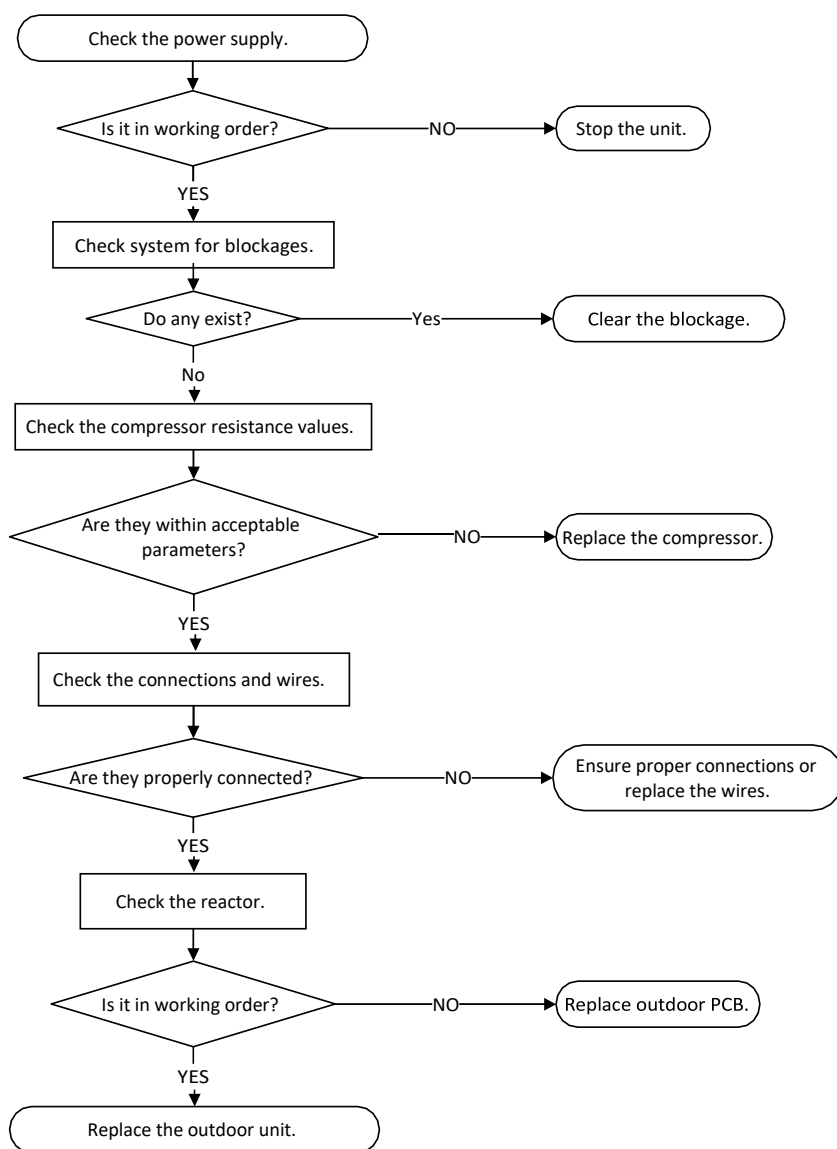 Check the power supply.
Is it in working order?
NO
Stop the unit.
YES
Check system for blockages.
Do any exist?
Yes
Clear the blockage.
No
Check the compressor resistance values.
Are they within acceptable
parameters?
NO
Replace the compressor.
YES
Check the connections and wires.
Are they properly connected?
NO
Ensure proper connections or
replace the wires.
YES
Check the reactor.
Is it in working order?
NO
Replace outdoor PCB.
YES
Replace the outdoor unit.